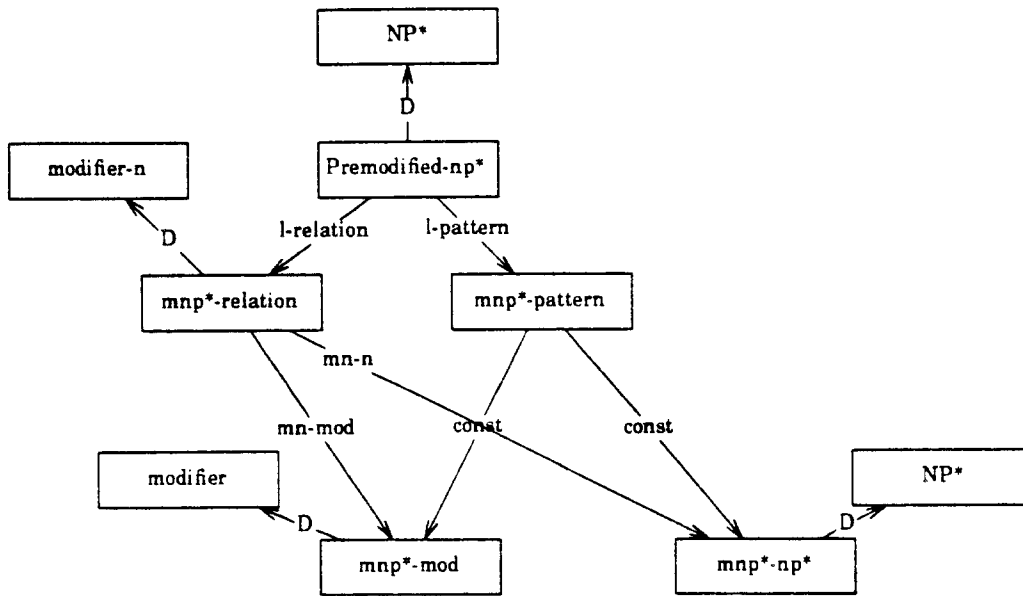 NP*
D
modifier-n
Premodified-np*
D
l-relation
l-pattern
mnp*-relation
mnp*-pattern
mn-n
mn-mod
const
const
modifier
NP*
D
D
mnp*-mod
mnp*-np*